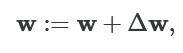 𝐰 := 𝐰 + Δ𝐰,